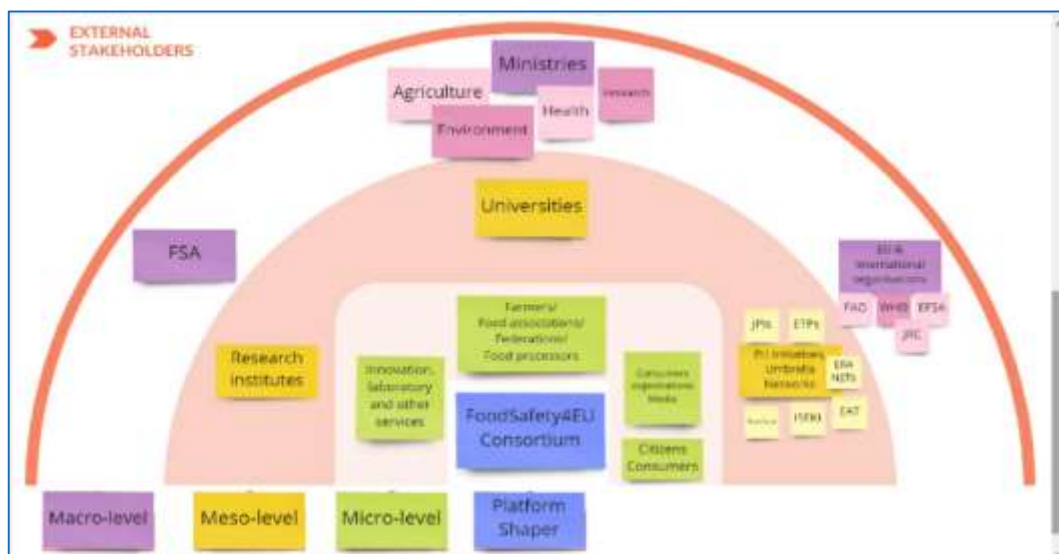 EXTERNAL
STAKEHOLDERS
Ministries
Agriculture
Health
research
Environment
Universities
FSA
EU &
International
organisations
FAO
WHO
EFSA
JRC
Farmers/
Food associations/
Federations/
Food processors
JPIs
ETPs
Research
institutes
Innovation,
laboratory
and other
services
Consumers
organisations
Media
EU Initiatives,
Umbrella
Networks
ERA
NETs
FoodSafety4EU
Consortium
ISEKI
EAT
Citizens
Consumers
Macro-level
Meso-level
Micro-level
Platform
Shaper